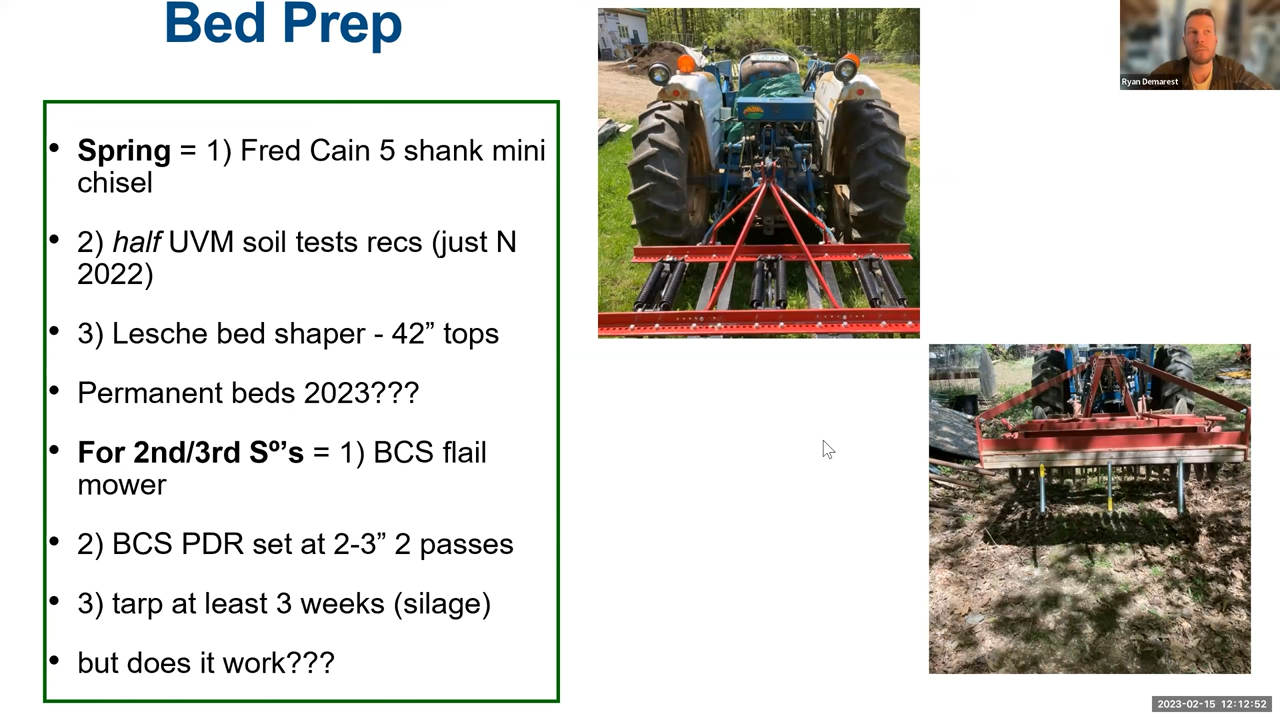 Bed Prep
• Spring = 1) Fred Cain 5 shank mini
chisel
• 2) half UVM soil tests recs (just N
2022)
• 3) Lesche bed shaper - 42” tops
• Permanent beds 2023???
• For 2nd/3rd Sº’s = 1) BCS flail
mower
• 2) BCS PDR set at 2-3” 2 passes
• 3) tarp at least 3 weeks (silage)
• but does it work???
Ryan Demarest
2023-02-15 12:12:52